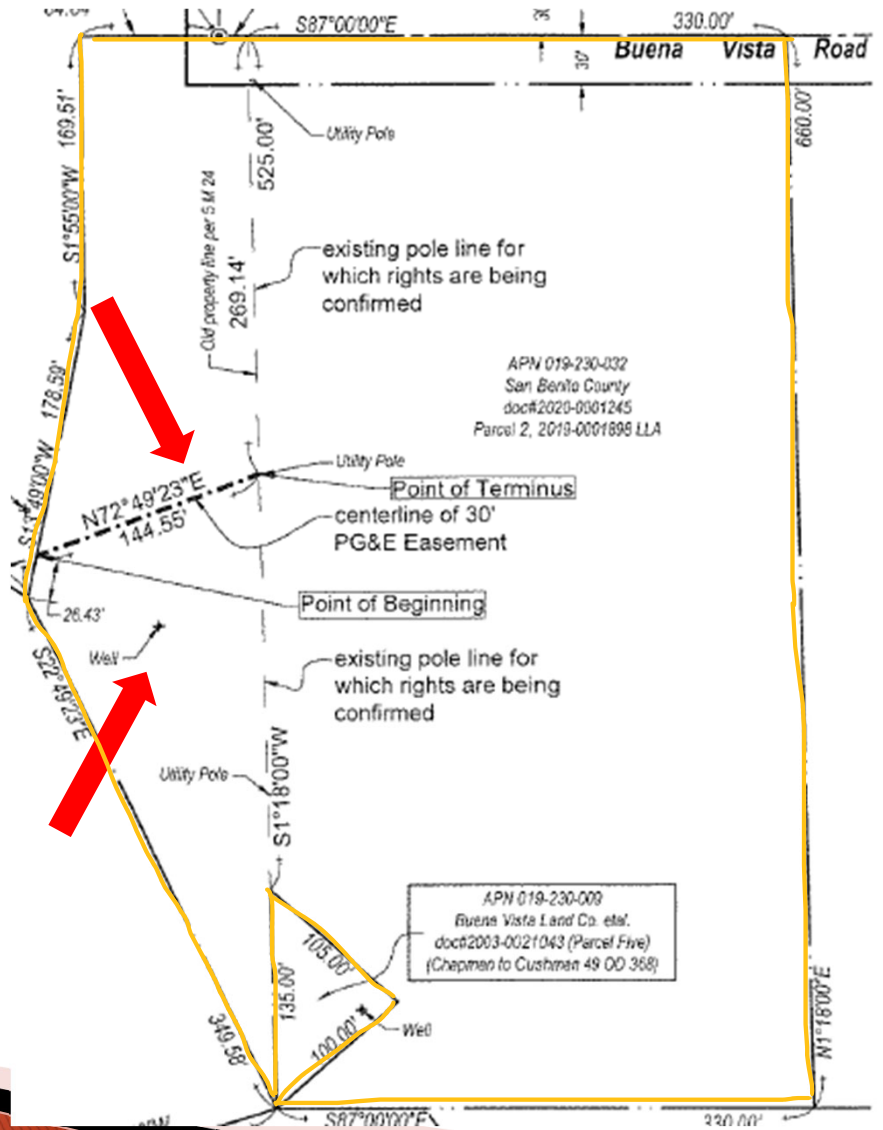 S87°00'00"E
330.00'
30'
Buena Vista Road
169.51'
S1°55'00"W
Utility Pole
525.00'
660.00'
Old property line per 5 M 24
269.14'
existing pole line for
which rights are being
confirmed
APN 019-230-032
San Benito County
doc#2020-0001245
Parcel 2, 2019-0001898 LLA
178.59'
Utility Pole
N72°49'23"E
144.55'
Point of Terminus
centerline of 30'
PG&E Easement
Point of Beginning
26.43'
Well
S22°49'23"E
existing pole line for
which rights are being
confirmed
Utility Pole
S1°18'00"W
APN 019-230-009
Buena Vista Land Co. etal.
doc#2003-0021043 (Parcel Five)
(Chapman to Cushman 49 OD 368)
105.00'
135.00'
100.00'
Well
349.58'
N1°18'00"E
S87°00'00"E
330.00'